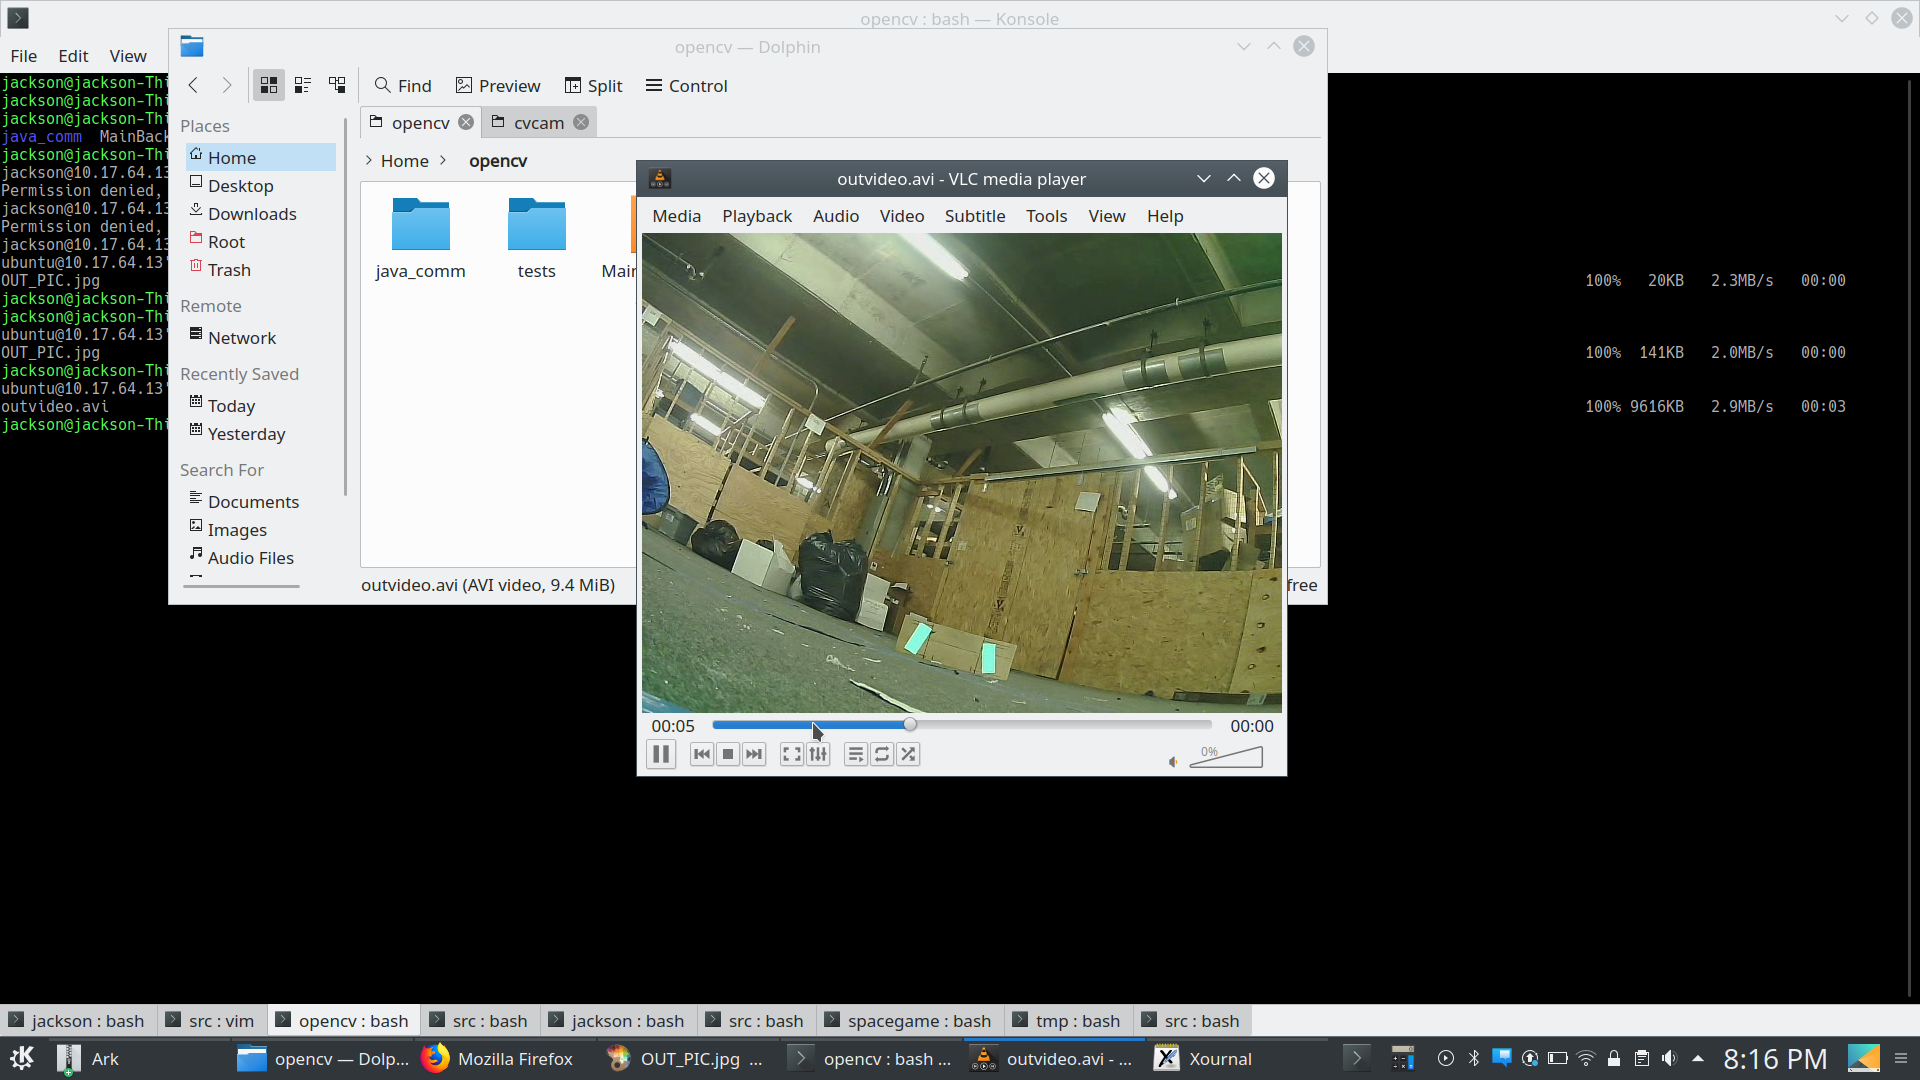 opencv : bash — Konsole
File Edit View
opencv — Dolphin
Find Preview Split Control
opencv cvcam
Home opencv
Places
Home
Desktop
Downloads
Root
Trash
Remote
Network
Recently Saved
Today
Yesterday
Search For
Documents
Images
Audio Files
java_comm tests
outvideo.avi (AVI video, 9.4 MiB)
free
jackson@jackson-Thi
jackson@jackson-Thi
jackson@jackson-Thi
java_comm MainBack
jackson@jackson-Thi
jackson@10.17.64.13
Permission denied,
jackson@10.17.64.13
Permission denied,
jackson@10.17.64.13
ubuntu@10.17.64.13'
OUT_PIC.jpg 100% 20KB 2.3MB/s 00:00
jackson@jackson-Thi
jackson@jackson-Thi
ubuntu@10.17.64.13'
OUT_PIC.jpg 100% 141KB 2.0MB/s 00:00
jackson@jackson-Thi
ubuntu@10.17.64.13'
outvideo.avi 100% 9616KB 2.9MB/s 00:03
jackson@jackson-Thi
outvideo.avi - VLC media player
Media Playback Audio Video Subtitle Tools View Help
00:05 00:00
0%
jackson : bash src : vim opencv : bash src : bash jackson : bash src : bash spacegame : bash tmp : bash src : bash
Ark opencv — Dolp... Mozilla Firefox OUT_PIC.jpg ... opencv : bash ... outvideo.avi - ... Xournal 8:16 PM